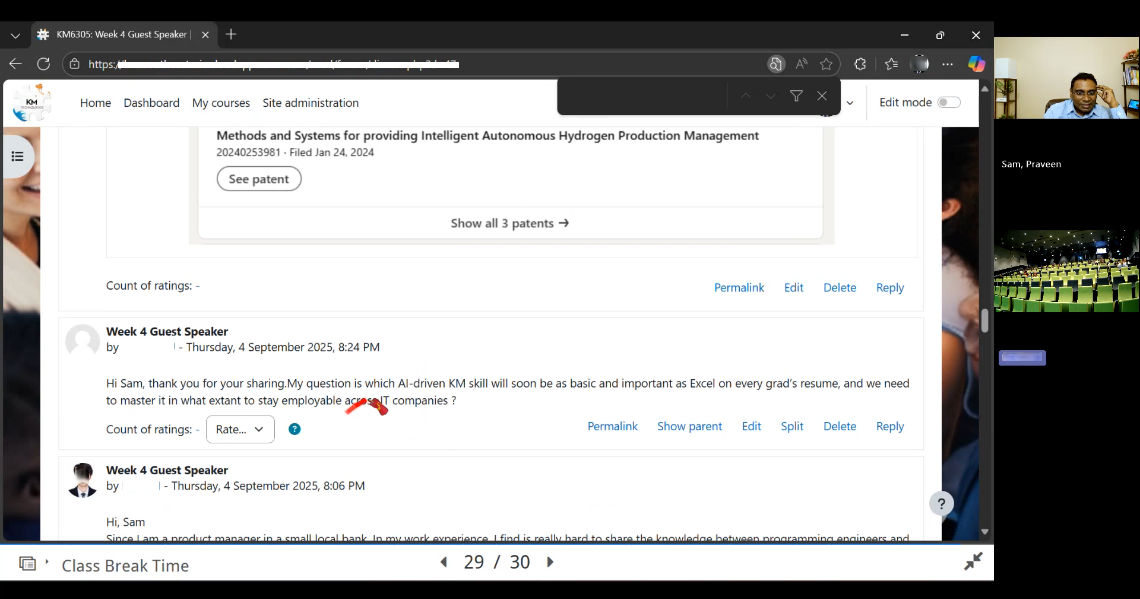 KM6305: Week 4 Guest Speaker |
https:
KM
Home Dashboard My courses Site administration
Edit mode
Methods and Systems for providing Intelligent Autonomous Hydrogen Production Management
20240253981 · Filed Jan 24, 2024
See patent
Show all 3 patents →
Count of ratings: -
Permalink Edit Delete Reply
Week 4 Guest Speaker
by - Thursday, 4 September 2025, 8:24 PM
Hi Sam, thank you for your sharing.My question is which AI-driven KM skill will soon be as basic and important as Excel on every grad's resume, and we need
to master it in what extant to stay employable across IT companies ?
Count of ratings: - Rate... ?
Permalink Show parent Edit Split Delete Reply
Week 4 Guest Speaker
by - Thursday, 4 September 2025, 8:06 PM
Hi, Sam
Since I am a product manager in a small local bank. In my work experience, I find is really hard to share the knowledge between programming engineers and
?
Class Break Time
29 / 30
Sam, Praveen